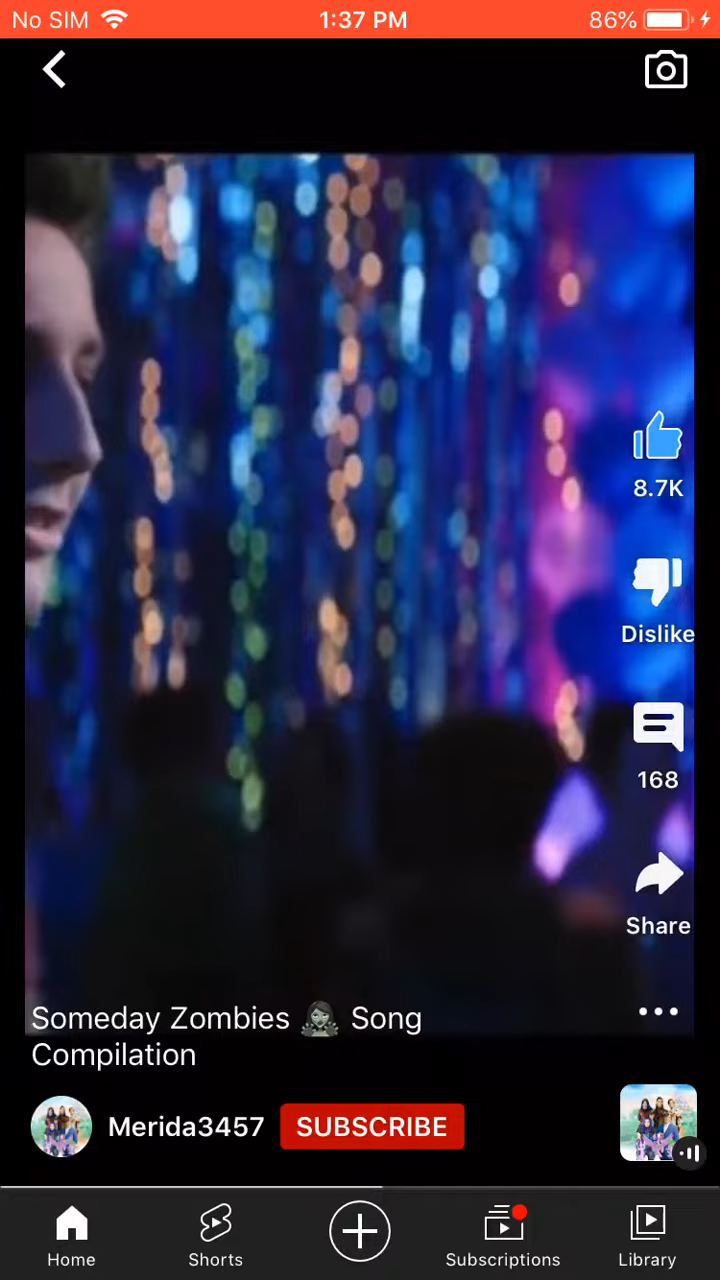 No SIM 1:37 PM 86%
8.7K
Dislike
168
Share
Someday Zombies 🧟‍♀️ Song
Compilation
Merida3457 SUBSCRIBE
Home Shorts Subscriptions Library